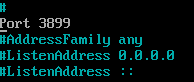 #
Port 3899
#AddressFamily any
#ListenAddress 0.0.0.0
#ListenAddress ::